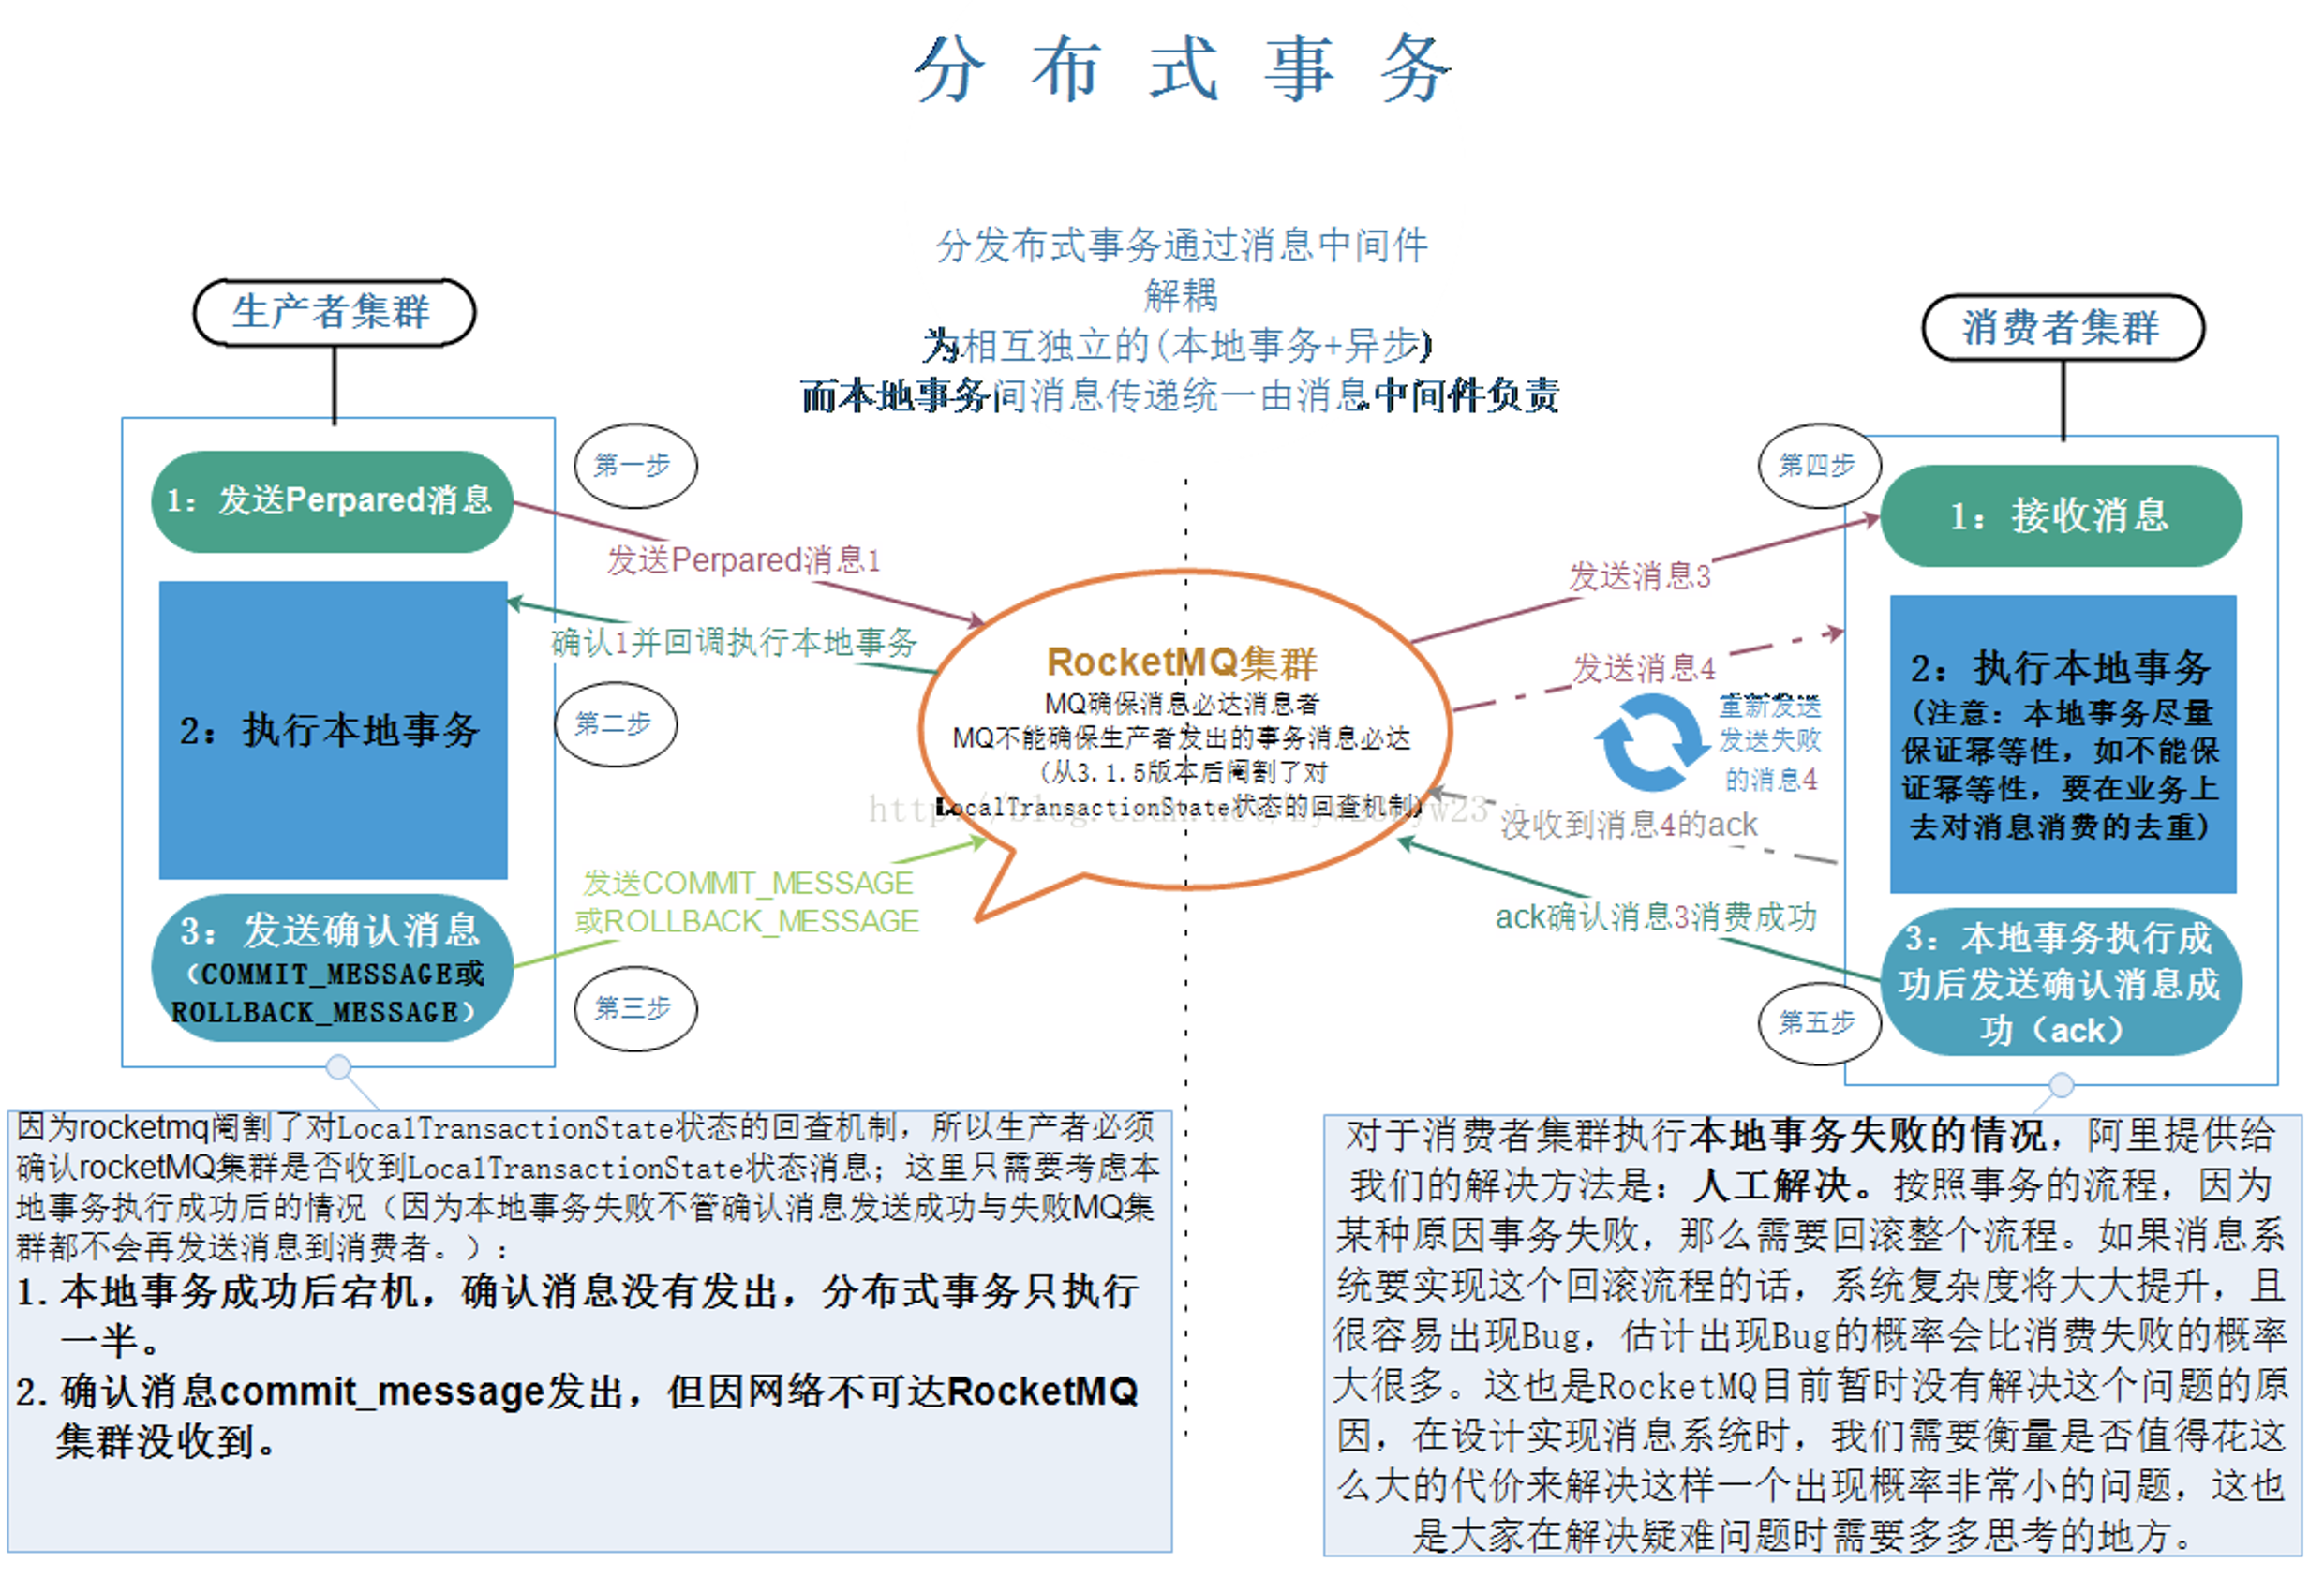 分 布 式 事 务
分发布式事务通过消息中间件
解耦
为相互独立的(本地事务+异步)
而本地事务间消息传递统一由消息中间件负责
生产者集群
第一步
1: 发送Perpared消息
发送Perpared消息1
确认1并回调执行本地事务
2: 执行本地事务
第二步
3: 发送确认消息
（COMMIT_MESSAGE或
ROLLBACK_MESSAGE）
发送COMMIT_MESSAGE
或ROLLBACK_MESSAGE
第三步
RocketMQ集群
MQ确保消息必达消息者
MQ不能确保生产者发出的事务消息必达
（从3.1.5版本后阉割了对
LocalTransactionState状态的回查机制)
消费者集群
第四步
1: 接收消息
发送消息3
发送消息4
重新发送
发送失败
的消息4
2: 执行本地事务
(注意: 本地事务尽量
保证幂等性, 如不能保
证幂等性, 要在业务上
去对消息消费的去重)
没收到消息4的ack
ack确认消息3消费成功
3: 本地事务执行成
功后发送确认消息成
功（ack）
第五步
因为rocketmq阉割了对LocalTransactionState状态的回查机制，所以生产者必须
确认rocketMQ集群是否收到LocalTransactionState状态消息；这里只需要考虑本
地事务执行成功后的情况（因为本地事务失败不管确认消息发送成功与失败MQ集
群都不会再发送消息到消费者。）:
1. 本地事务成功后宕机，确认消息没有发出，分布式事务只执行
一半。
2. 确认消息commit_message发出，但因网络不可达RocketMQ
集群没收到。
对于消费者集群执行本地事务失败的情况，阿里提供给
我们的解决方法是: 人工解决。按照事务的流程，因为
某种原因事务失败，那么需要回滚整个流程。如果消息系
统要实现这个回滚流程的话，系统复杂度将大大提升，且
很容易出现Bug，估计出现Bug的概率会比消费失败的概率
大很多。这也是RocketMQ目前暂时没有解决这个问题的原
因，在设计实现消息系统时，我们需要衡量是否值得花这
么大的代价来解决这样一个出现概率非常小的问题，这也
是大家在解决疑难问题时需要多多思考的地方。